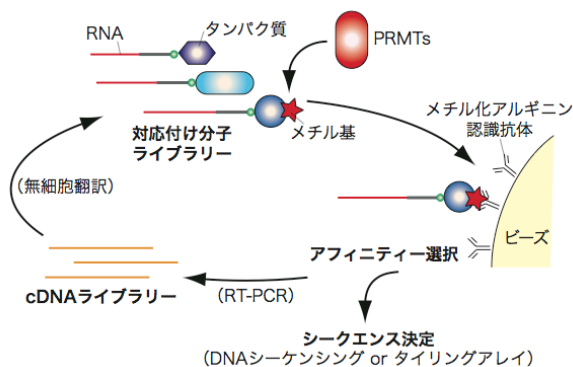 RNA
タンパク質
PRMTs
対応付け分子
ライブラリー
メチル基
メチル化アルギニン
認識抗体
(無細胞翻訳)
ビーズ
アフィニティー選択
cDNAライブラリー
(RT-PCR)
シークエンス決定
(DNAシーケンシング or タイリングアレイ)